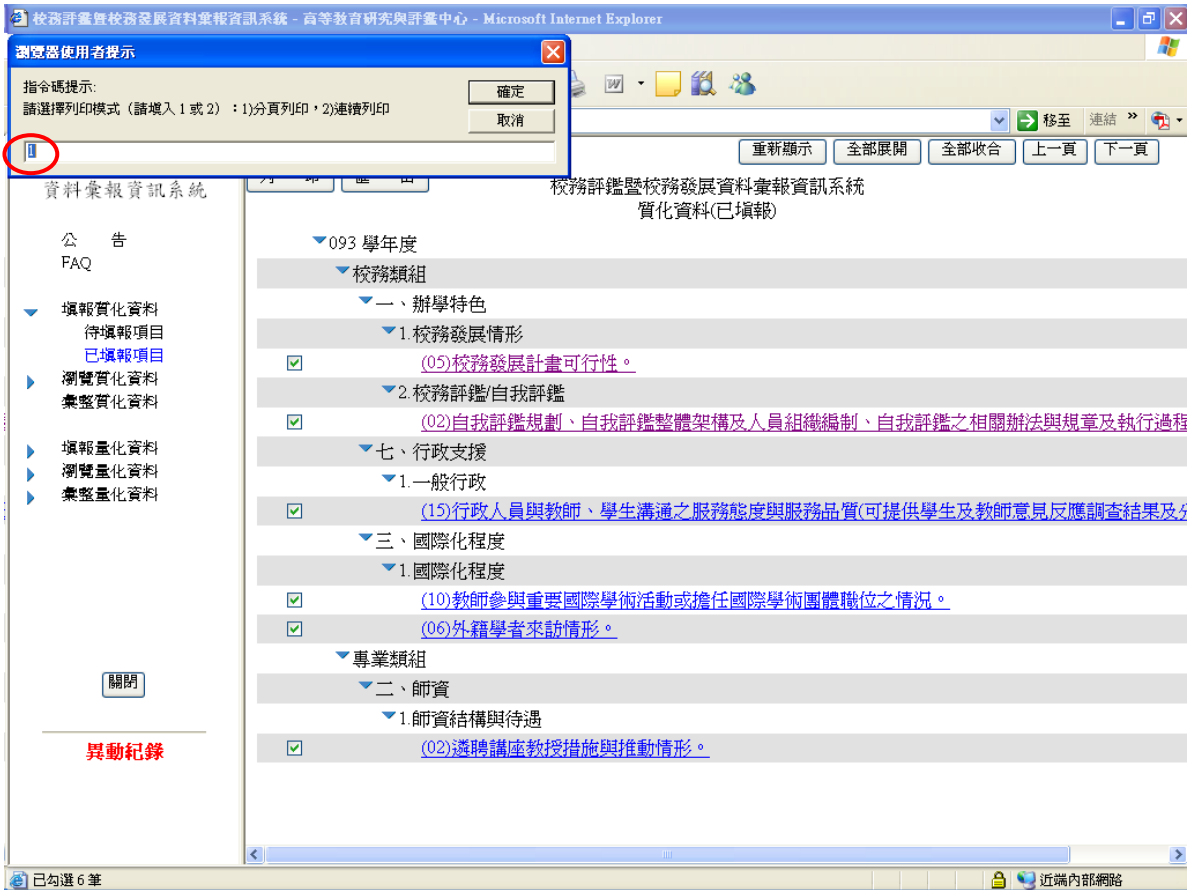 校務評鑑暨校務發展資料彙報資訊系統 - 高等教育研究與評鑑中心 - Microsoft Internet Explorer
瀏覽器使用者提示
指令碼提示:
請選擇列印模式（請填入 1 或 2）：1)分頁列印，2)連續列印
確定
取消
1
移至
連結
重新顯示
全部展開
全部收合
上一頁
下一頁
資料彙報資訊系統
校務評鑑暨校務發展資料彙報資訊系統
質化資料(已填報)
公 告
FAQ
填報質化資料
待填報項目
已填報項目
瀏覽質化資料
彙整質化資料
填報量化資料
瀏覽量化資料
彙整量化資料
關閉
異動紀錄
093 學年度
校務類組
一、辦學特色
1.校務發展情形
(05)校務發展計畫可行性。
2.校務評鑑/自我評鑑
(02)自我評鑑規劃、自我評鑑整體架構及人員組織編制、自我評鑑之相關辦法與規章及執行過程
七、行政支援
1.一般行政
(15)行政人員與教師、學生溝通之服務態度與服務品質(可提供學生及教師意見反應調查結果及分
三、國際化程度
1.國際化程度
(10)教師參與重要國際學術活動或擔任國際學術團體職位之情況。
(06)外籍學者來訪情形。
專業類組
二、師資
1.師資結構與待遇
(02)遴聘講座教授措施與推動情形。
已勾選 6 筆
近端內部網路